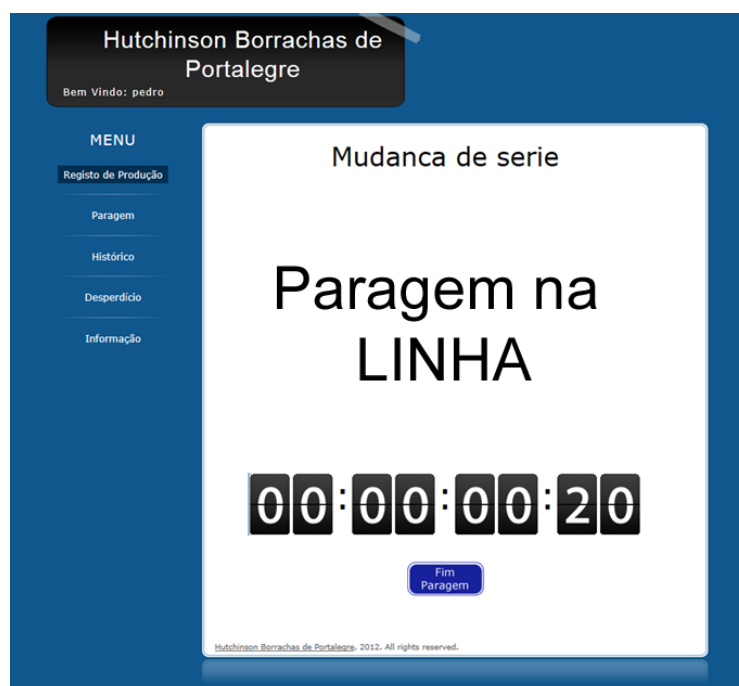 Hutchinson Borrachas de
Portalegre
Bem Vindo: pedro
MENU
Registo de Produção
Paragem
Histórico
Desperdício
Informação
Mudanca de serie
Paragem na
LINHA
00:00:00:20
Fim
Paragem
Hutchinson Borrachas de Portalegre. 2012. All rights reserved.